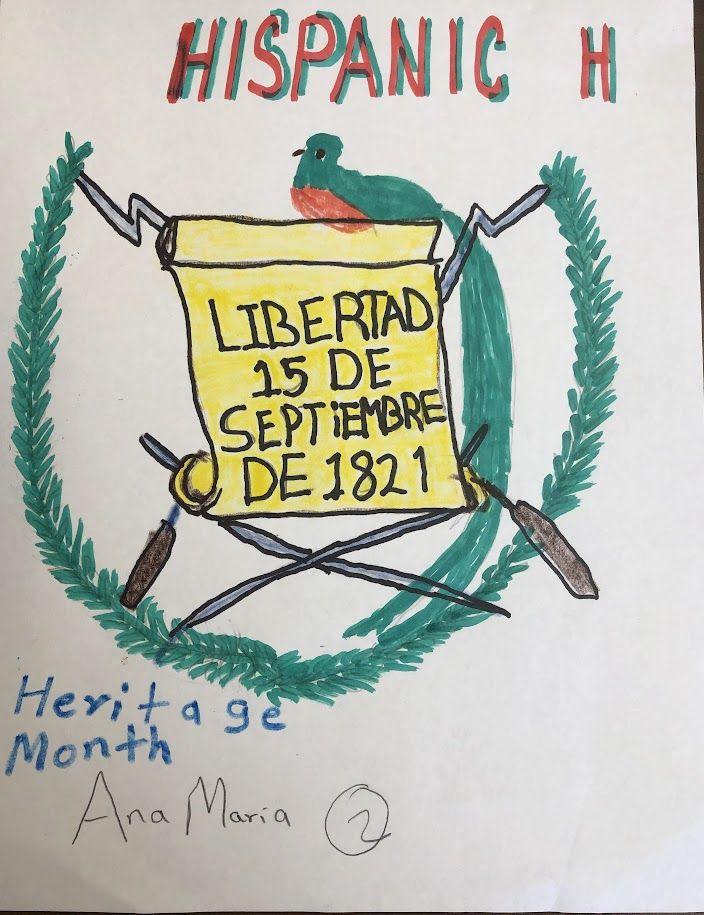 HISPANIC H
LIBERTAD
15 DE
SEPTiEMBRE
DE 1821
Heritage
Month
Ana Maria 2